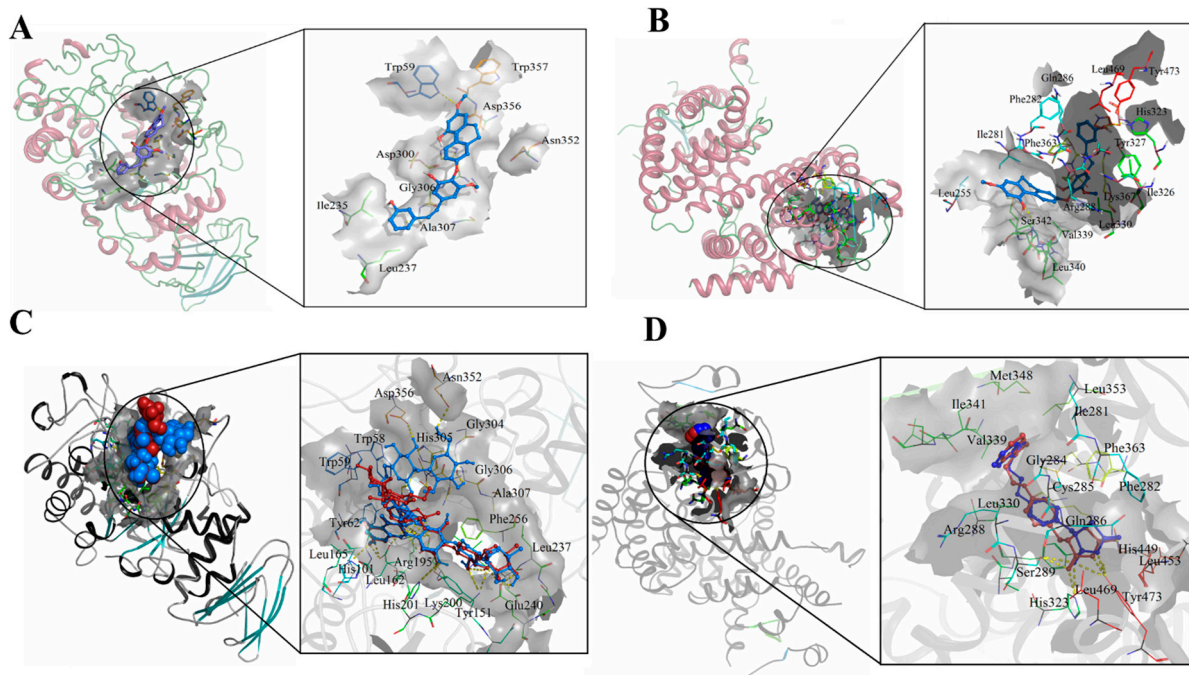 A
Trp59
Trp357
Asp356
Asn352
Asp300
Gly306
Ile235
Ala307
Leu237
B
Leu469
Tyr473
Gln286
Phe282
His323
Ile281
Phe363
Tyr327
Leu255
Lys367
Ile326
Arg288
Ser342
Leu330
Val339
Leu340
C
Asn352
Asp356
Trp58
His305
Gly304
Trp59
Gly306
Ala307
Tyr62
Phe256
Leu165
Arg195
Leu237
His101
Leu162
His201
Lys200
Tyr151
Glu240
D
Met348
Leu353
Ile341
Ile281
Val339
Gly284
Phe363
Cys285
Phe282
Leu330
Arg288
Gln286
His449
Leu453
Ser289
Leu469
Tyr473
His323